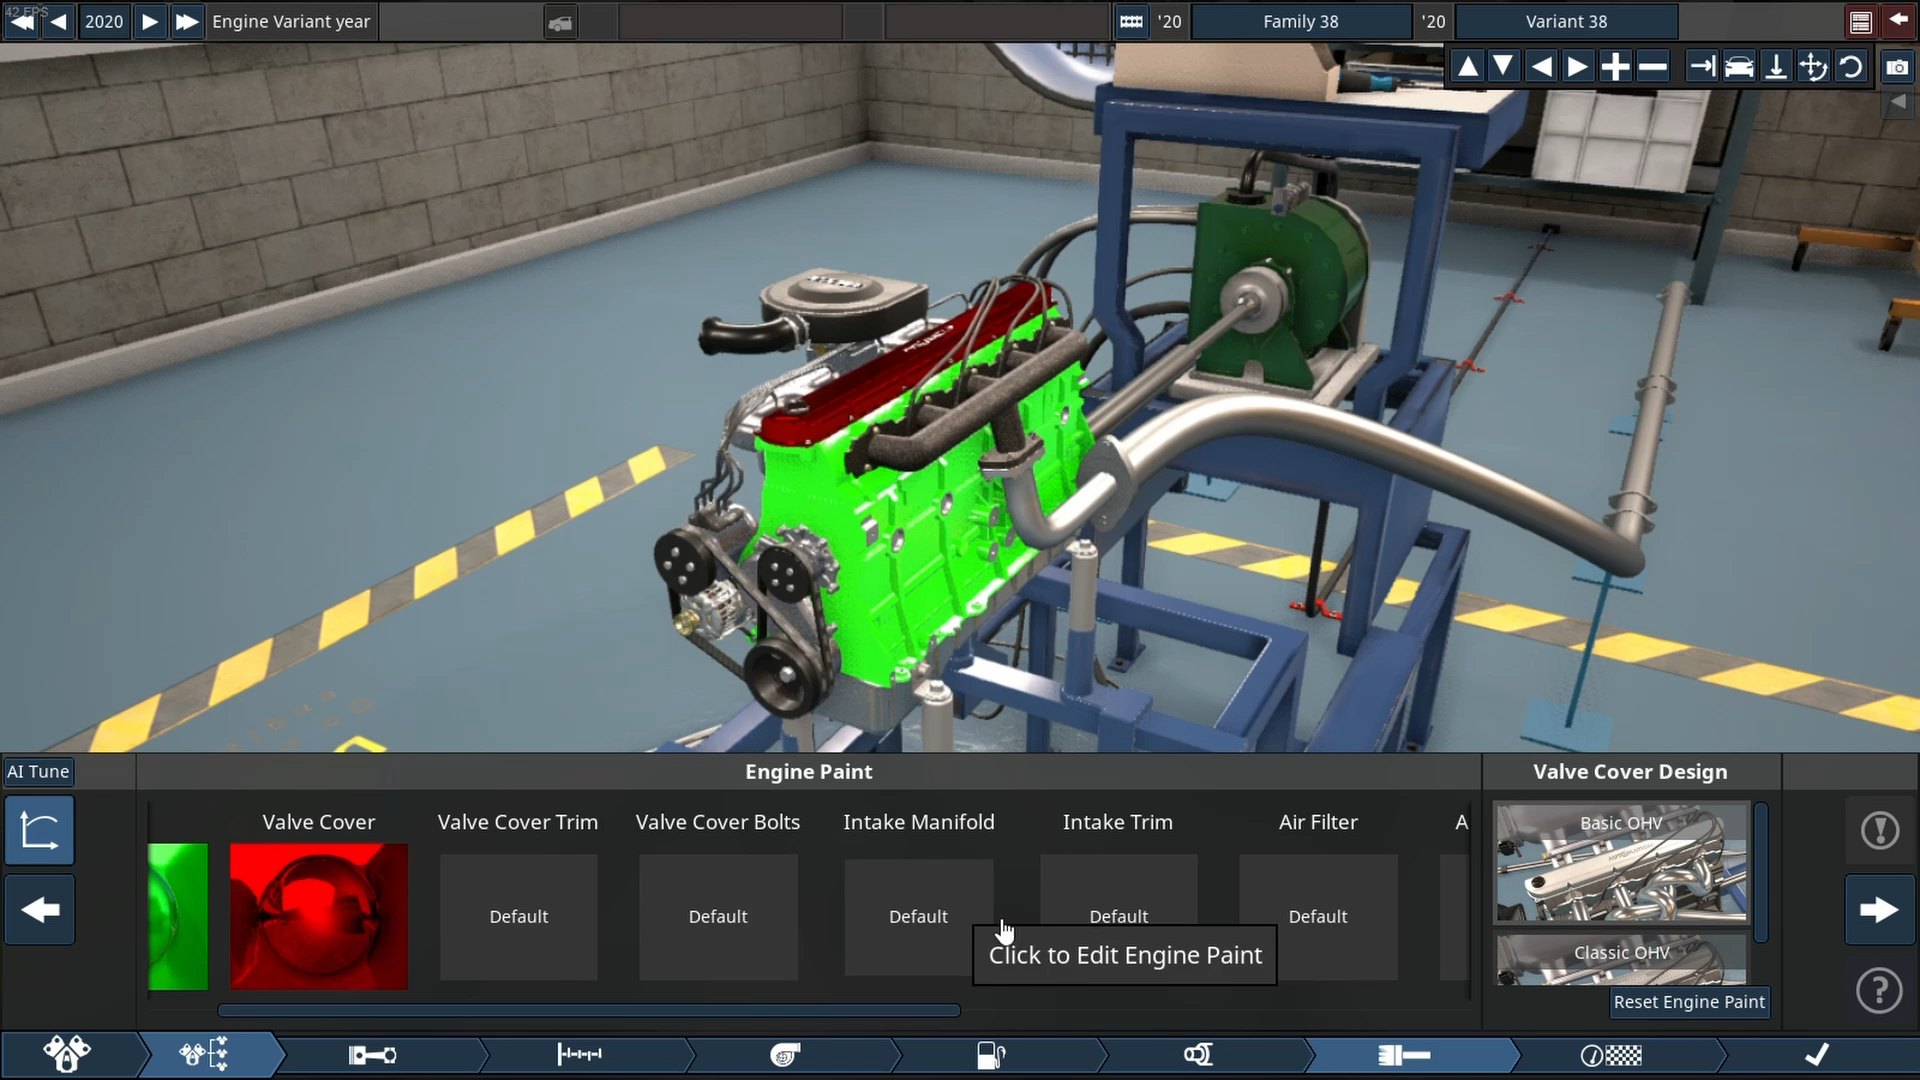 42 FPS
2020
Engine Variant year
'20
Family 38
'20
Variant 38
AI Tune
Engine Paint
Valve Cover Design
Valve Cover
Valve Cover Trim
Valve Cover Bolts
Intake Manifold
Intake Trim
Air Filter
A
Default
Default
Default
Default
Default
Click to Edit Engine Paint
Basic OHV
Classic OHV
Reset Engine Paint